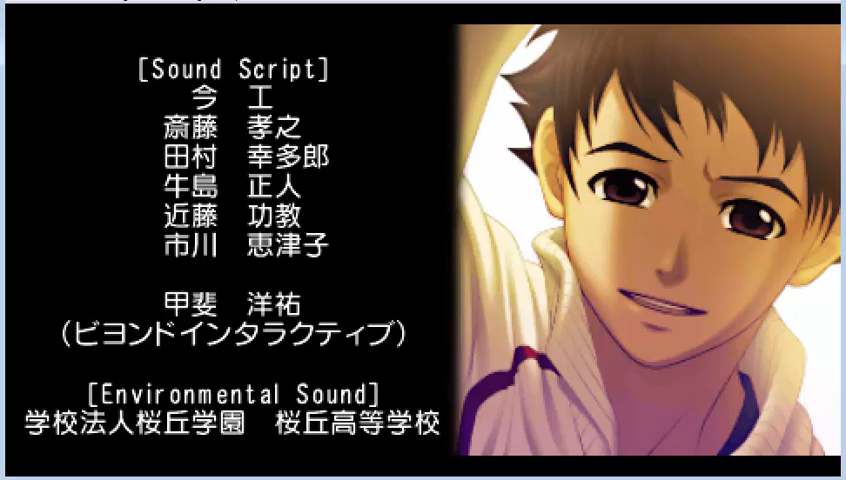 [Sound Script]
今　工
斎藤　孝之
田村　幸多郎
牛島　正人
近藤　功教
市川　恵津子
甲斐　洋祐
（ビヨンドインタラクティブ）
[Environmental Sound]
学校法人桜丘学園　桜丘高等学校